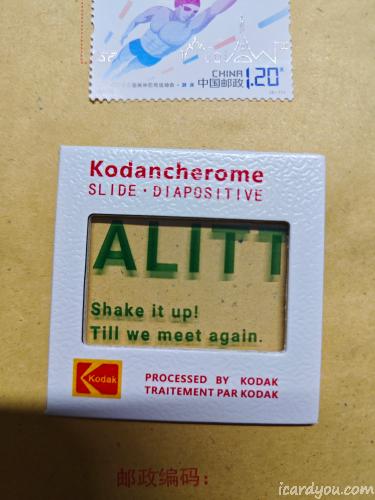 CHINA
中国邮政
1.20
Kodancherome
SLIDE · DIAPOSITIVE
ALITT
Shake it up!
Till we meet again.
Kodak
PROCESSED BY KODAK
TRAITEMENT PAR KODAK
邮政编码：
icardyou.com